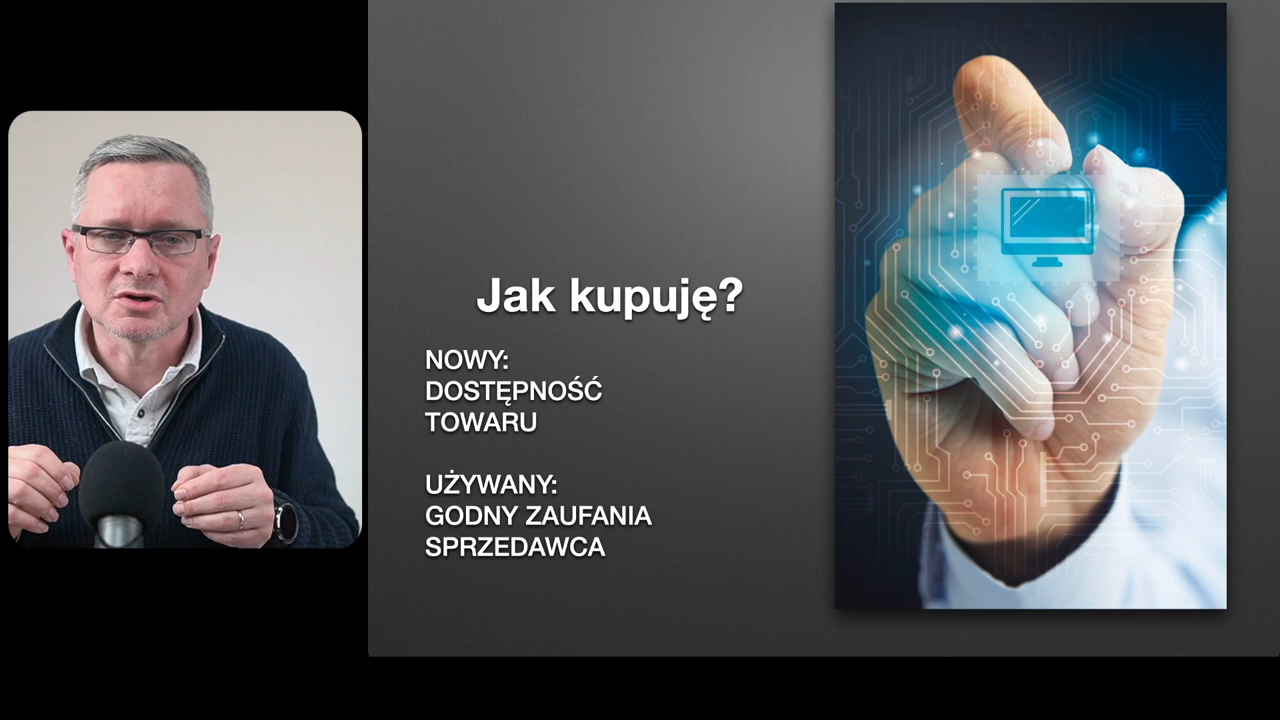 Jak kupuję?
NOWY:
DOSTĘPNOŚĆ
TOWARU
UŻYWANY:
GODNY ZAUFANIA
SPRZEDAWCA